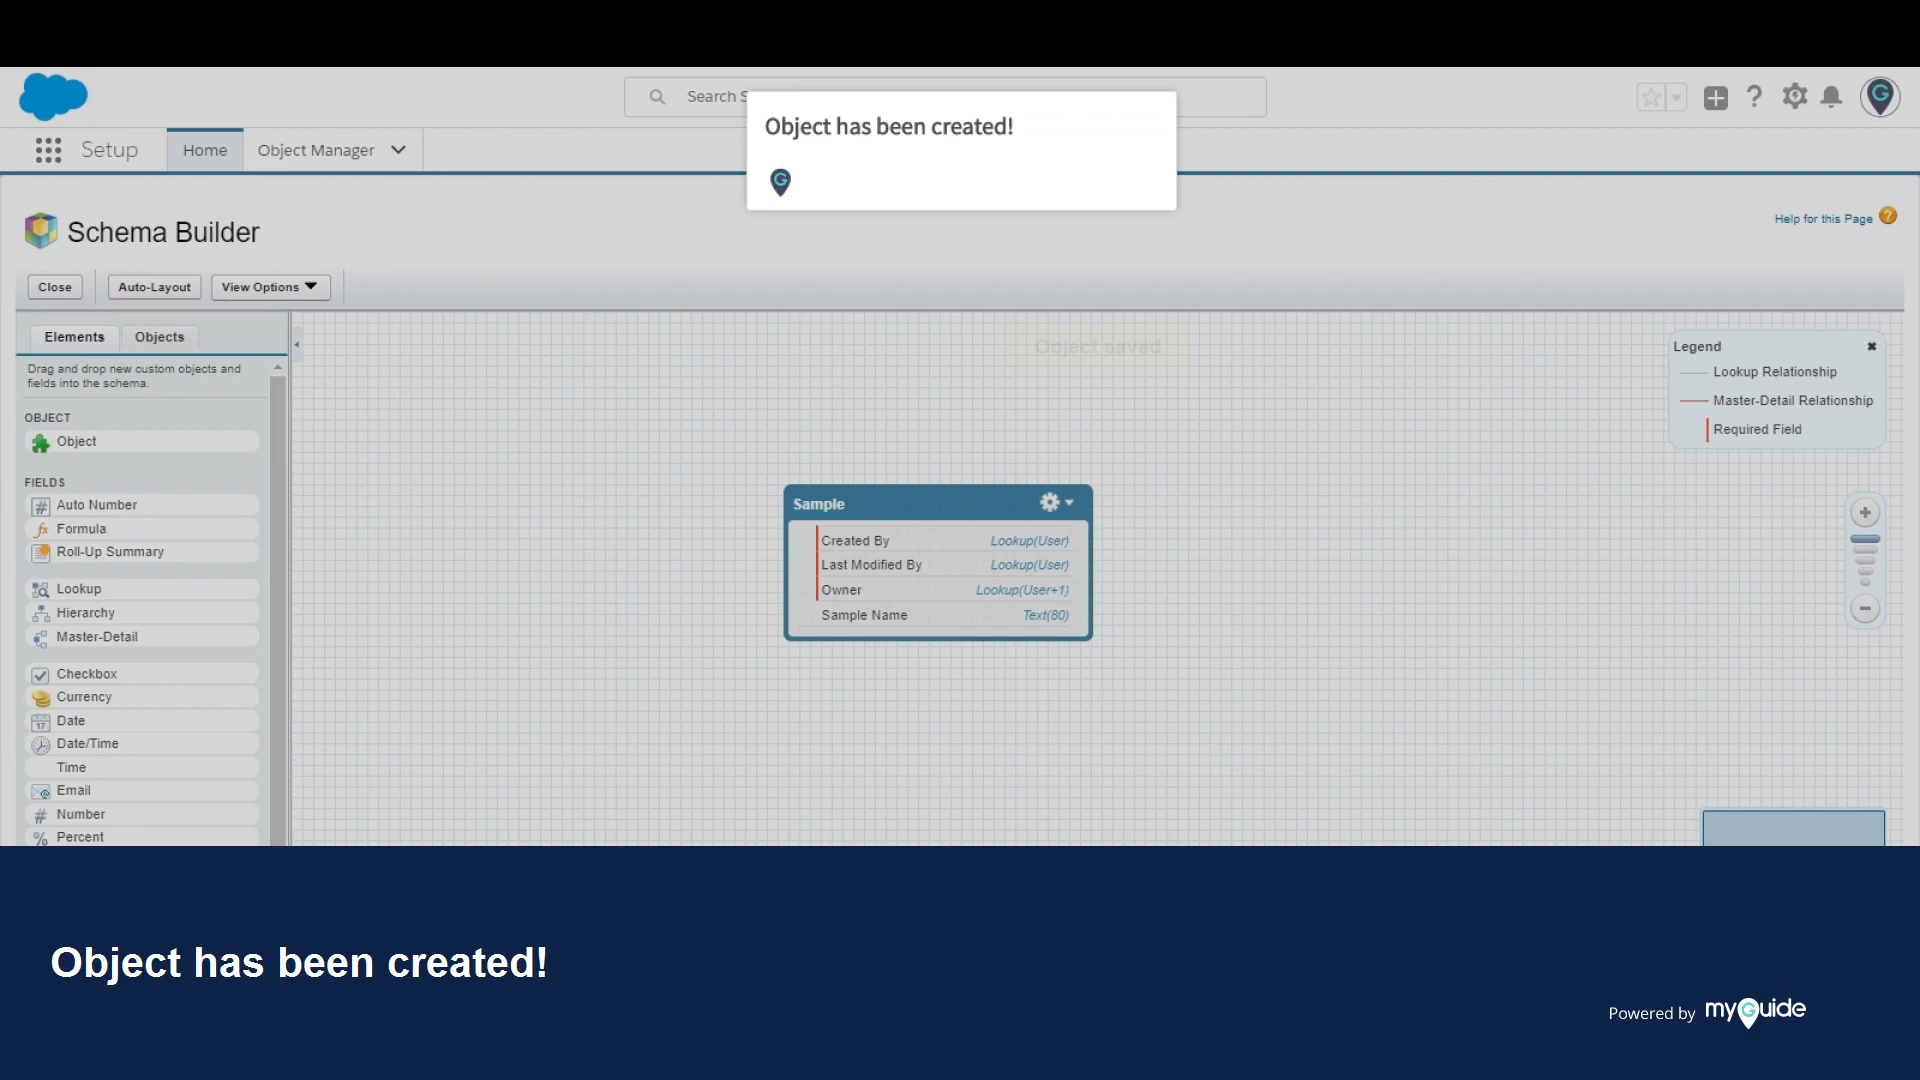 Search S
Object has been created!
Setup
Home
Object Manager
Schema Builder
Help for this Page
Close
Auto-Layout
View Options
Elements
Objects
Object saved
Drag and drop new custom objects and
fields into the schema.
OBJECT
Object
FIELDS
Auto Number
Formula
Roll-Up Summary
Lookup
Hierarchy
Master-Detail
Checkbox
Currency
Date
Date/Time
Time
Email
Number
Percent
Sample
Created By Lookup(User)
Last Modified By Lookup(User)
Owner Lookup(User+1)
Sample Name Text(80)
Legend
Lookup Relationship
Master-Detail Relationship
Required Field
Object has been created!
Powered by myGuide